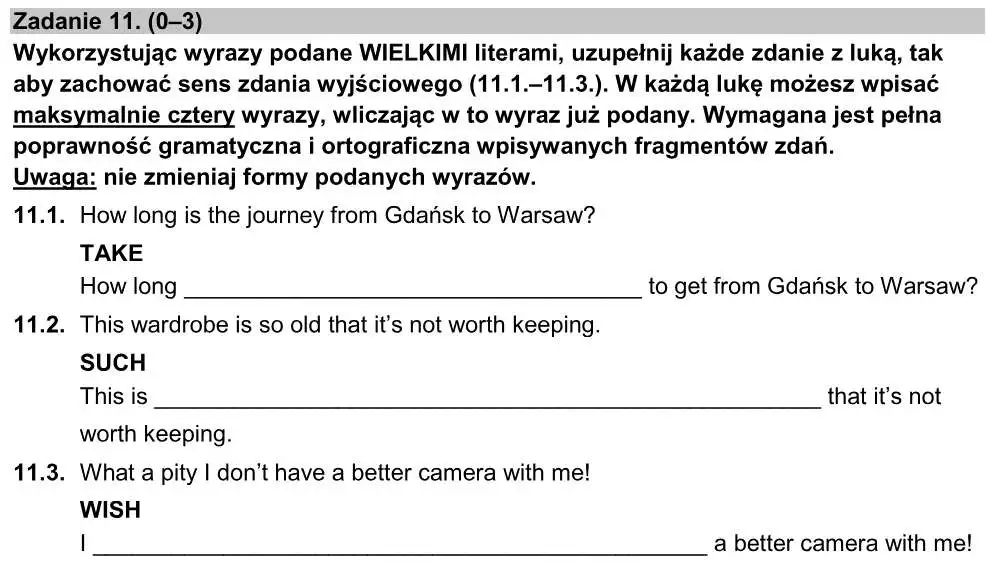 Zadanie 11. (0–3)
Wykorzystując wyrazy podane WIELKIMI literami, uzupełnij każde zdanie z luką, tak
aby zachować sens zdania wyjściowego (11.1.–11.3.). W każdą lukę możesz wpisać
maksymalnie cztery wyrazy, wliczając w to wyraz już podany. Wymagana jest pełna
poprawność gramatyczna i ortograficzna wpisywanych fragmentów zdań.
Uwaga: nie zmieniaj formy podanych wyrazów.
11.1. How long is the journey from Gdańsk to Warsaw?
TAKE
How long ______________________ to get from Gdańsk to Warsaw?
11.2. This wardrobe is so old that it’s not worth keeping.
SUCH
This is ______________________ that it’s not
worth keeping.
11.3. What a pity I don’t have a better camera with me!
WISH
I ______________________ a better camera with me!